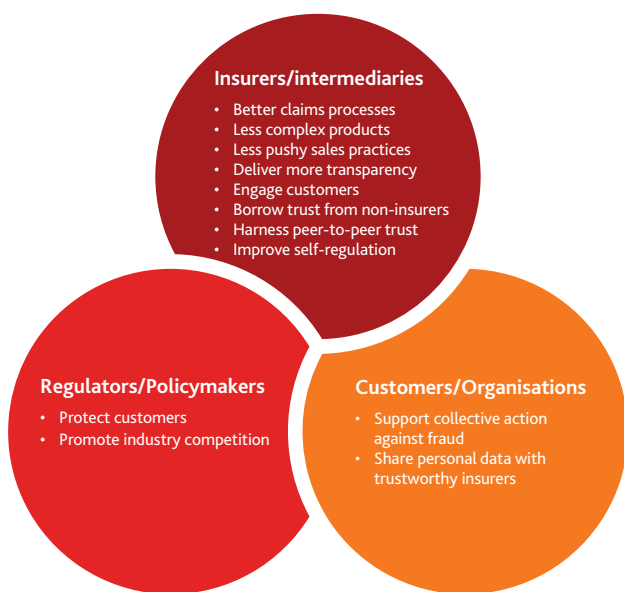 Insurers/intermediaries
• Better claims processes
• Less complex products
• Less pushy sales practices
• Deliver more transparency
• Engage customers
• Borrow trust from non-insurers
• Harness peer-to-peer trust
• Improve self-regulation
Regulators/Policymakers
• Protect customers
• Promote industry competition
Customers/Organisations
• Support collective action
against fraud
• Share personal data with
trustworthy insurers